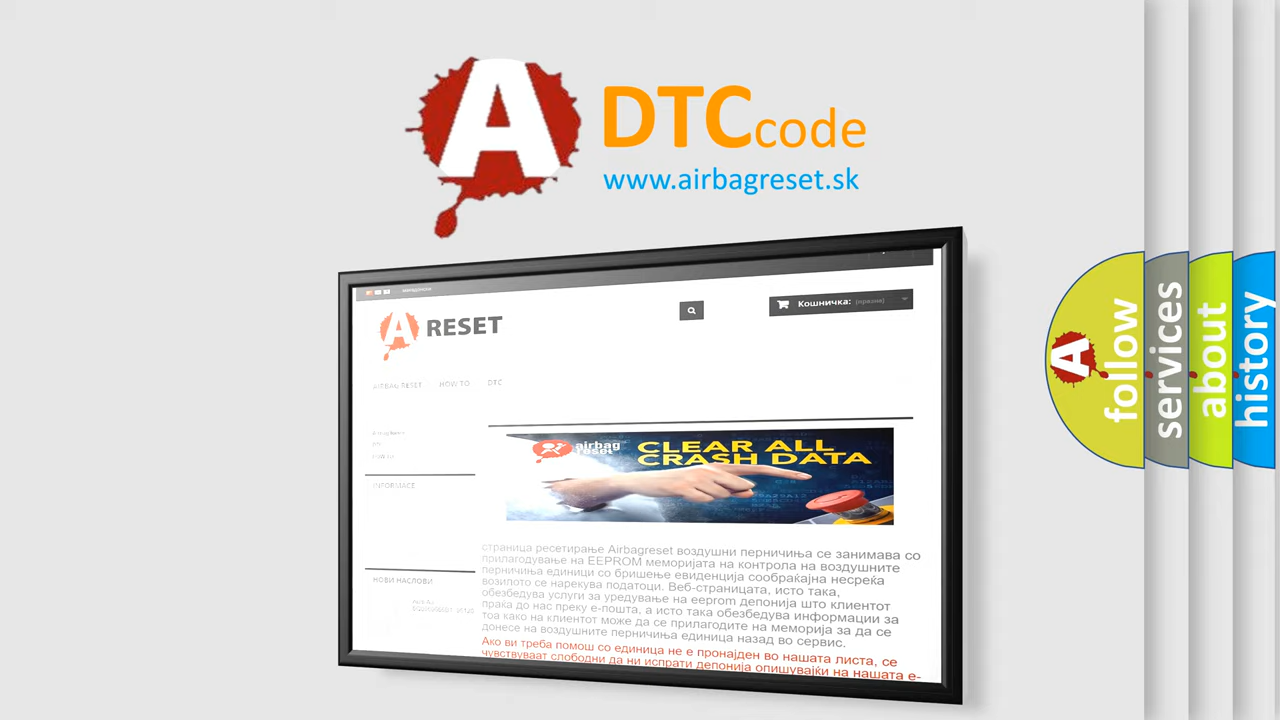 A
DTCcode
www.airbagreset.sk
Кошничка: (празна)
A RESET
AIRBAG RESET HOW TO DTC
INFORMACE
airbag reset
CLEAR ALL
CRASH DATA
страница ресетирање Airbagreset воздушни перничиња се занимава со
прилагодување на EEPROM меморијата на контрола на воздушните
перничиња единици со бришење евиденција сообраќајна несреќа
возилото се нарекува податоци. Веб-страницата, исто така,
обезбедува услуги за уредување на eeprom депонија што клиентот
праќа до нас преку е-пошта, а исто така обезбедува информации за
тоа како на клиентот може да се прилагодите на меморија за да се
донесе на воздушните перничиња единица назад во сервис.
Ако ви треба помош со единица не е пронајден во нашата листа, се
чувствуваат слободни да ни испрати депонија опишувајќи на нашата е-
НОВИ НАСЛОВИ
A
follow
services
about
history